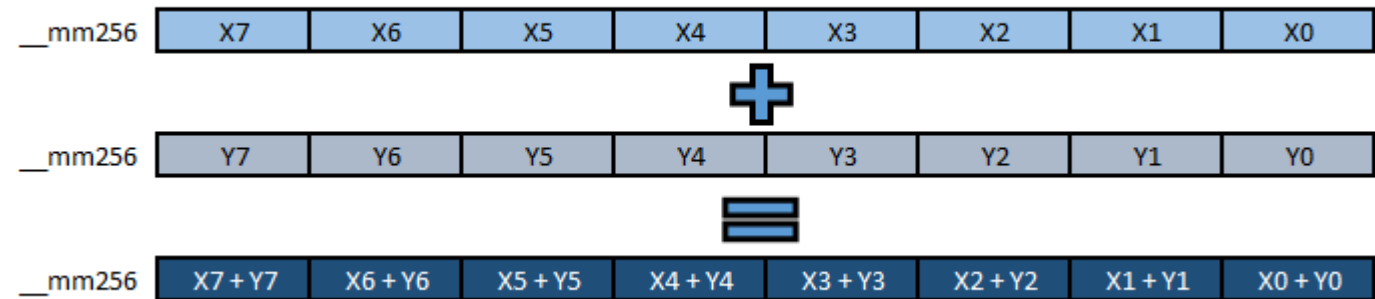 __mm256 X7 X6 X5 X4 X3 X2 X1 X0
__mm256 Y7 Y6 Y5 Y4 Y3 Y2 Y1 Y0
__mm256 X7 + Y7 X6 + Y6 X5 + Y5 X4 + Y4 X3 + Y3 X2 + Y2 X1 + Y1 X0 + Y0